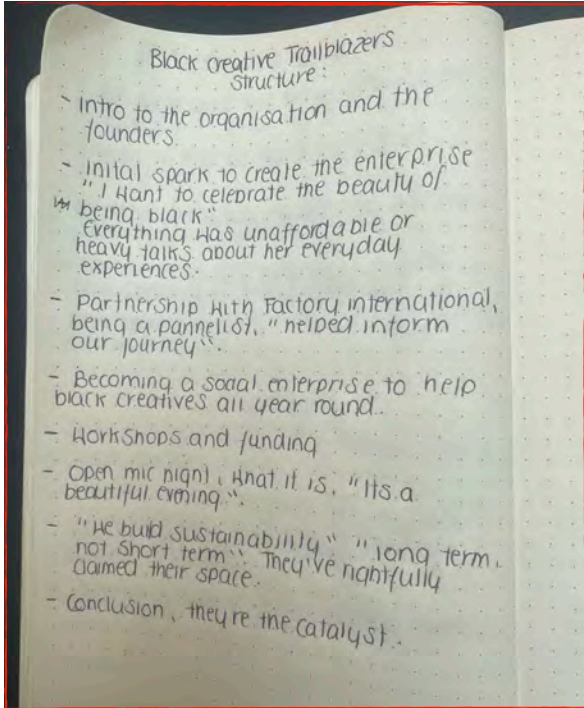 Black creative Trailblazers
Structure:
- Intro to the organisation and the
founders.
- Inital spark to create the enterprise
"I want to celebrate the beauty of
being black"
Everything was unaffordable or
heavy talks about her everyday
experiences.
- Partnership with Factory international,
being a pannelist, "helped inform
our journey".
- Becoming a social enterprise to help
black creatives all year round.
- Workshops and funding
- Open mic night, what it is, "Its a
beautiful evening".
- "We build sustainability" "long term,
not short term" They've rightfully
claimed their space.
- Conclusion, they're the catalyst.